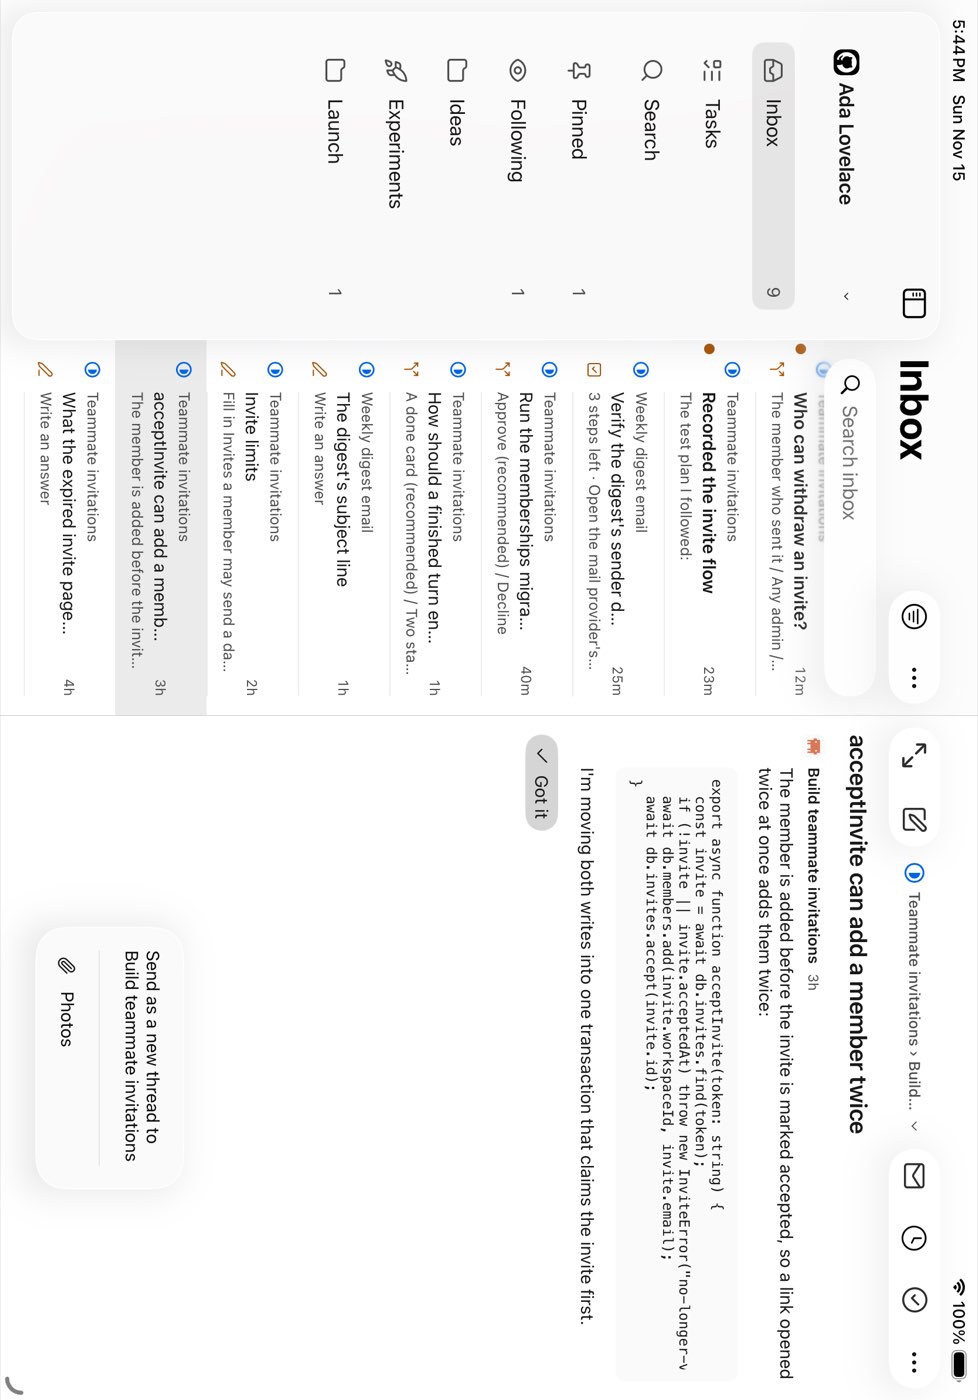 5:44 PM Sun Nov 15
100%
Ada Lovelace
Inbox 9
Tasks
Search
Pinned 1
Following 1
Ideas
Experiments
Launch 1
Inbox
Search inbox
Teammate invitations
Who can withdraw an invite? 12m
The member who sent it / Any admin /...
Teammate invitations
Recorded the invite flow 23m
The test plan I followed:
Weekly digest email
Verify the digest's sender d... 25m
3 steps left · Open the mail provider's...
Teammate invitations
Run the memberships migra... 40m
Approve (recommended) / Decline
Teammate invitations
How should a finished turn en... 1h
A done card (recommended) / Two sta...
Weekly digest email
The digest's subject line 1h
Write an answer
Teammate invitations
Invite limits 2h
Fill in Invites a member may send a da...
Teammate invitations
acceptInvite can add a memb... 3h
The member is added before the invit...
Teammate invitations
What the expired invite page... 4h
Write an answer
Teammate invitations › Build...
acceptInvite can add a member twice
Build teammate invitations 3h
The member is added before the invite is marked accepted, so a link opened
twice at once adds them twice:
export async function acceptInvite(token: string) {
const invite = await db.invites.find(token);
if (!invite || invite.acceptedAt) throw new InviteError("no-longer-v
await db.members.add(invite.workspaceId, invite.email);
await db.invites.accept(invite.id);
}
I'm moving both writes into one transaction that claims the invite first.
Got it
Send as a new thread to
Build teammate invitations
Photos